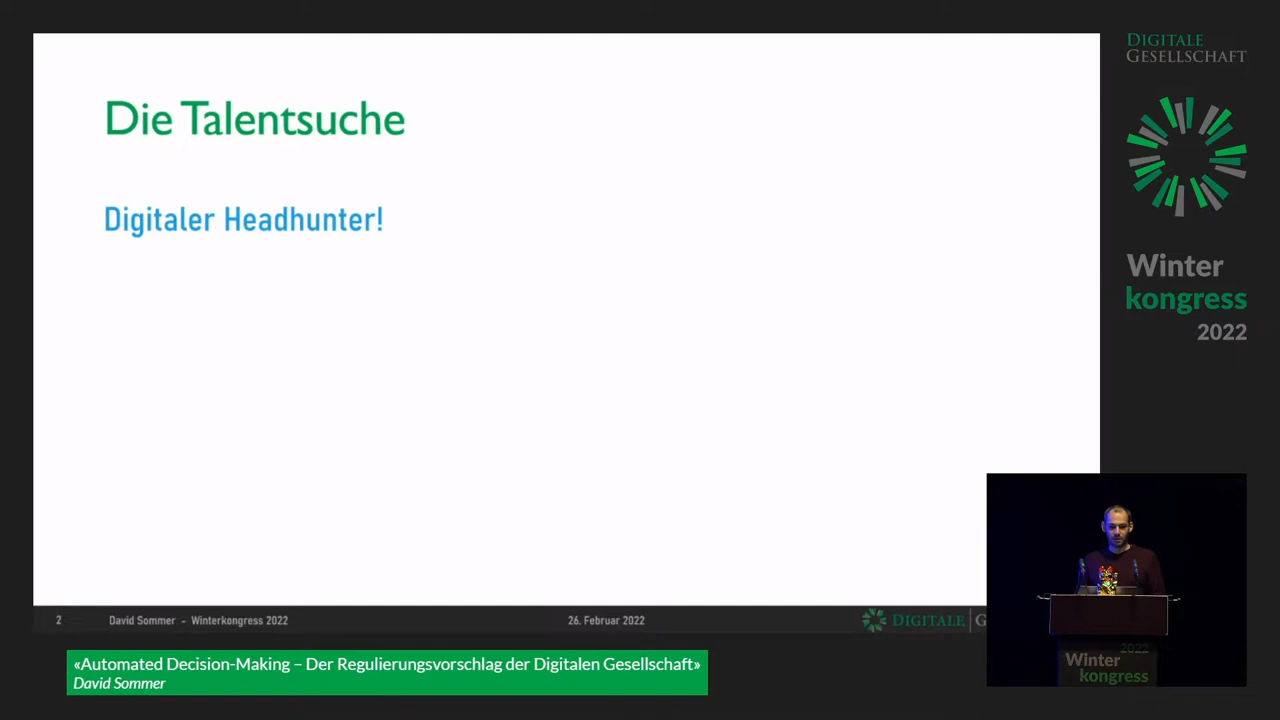 Die Talentsuche
Digitaler Headhunter!
2 David Sommer - Winterkongress 2022 26. Februar 2022 DIGITALE | G
«Automated Decision-Making – Der Regulierungsvorschlag der Digitalen Gesellschaft»
David Sommer
DIGITALE
GESELLSCHAFT
Winter
kongress
2022
2022
Winter
kongress